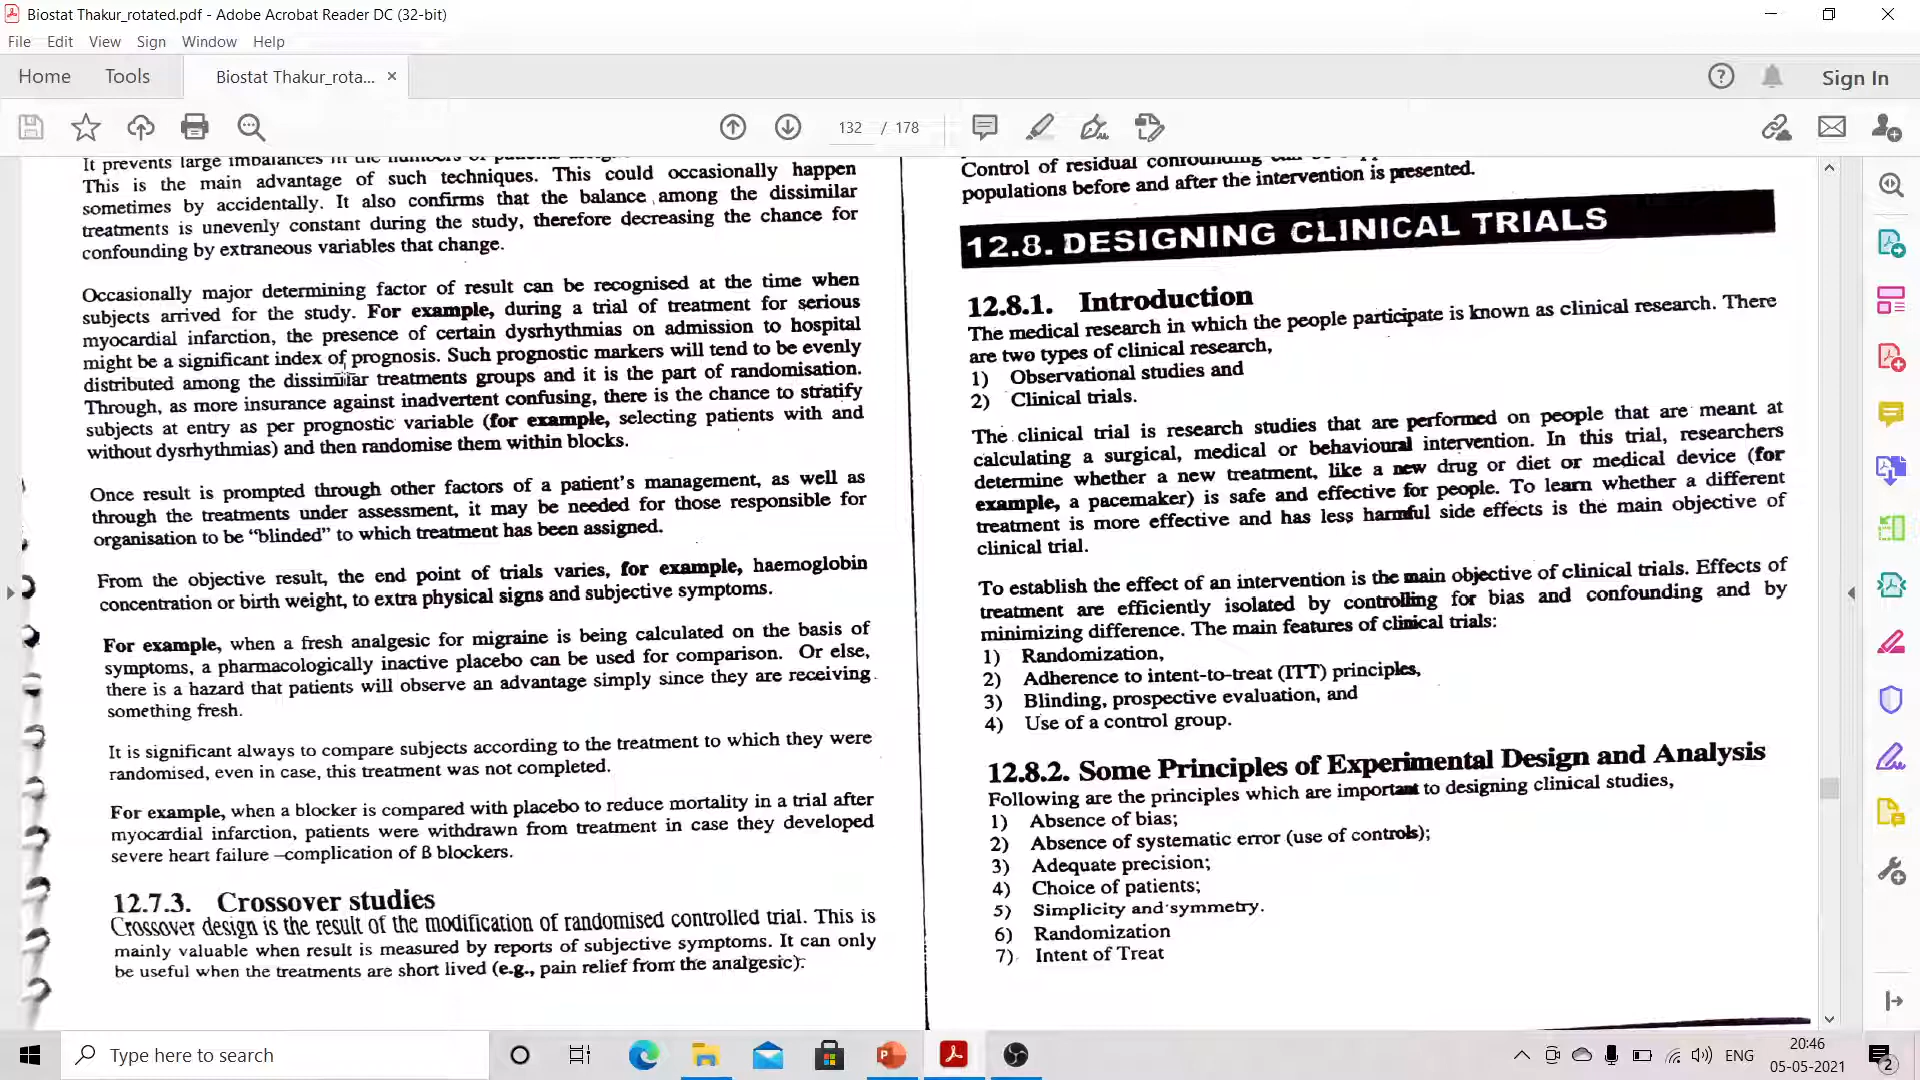 Biostat Thakur_rotated.pdf - Adobe Acrobat Reader DC (32-bit)
File Edit View Sign Window Help
Home Tools Biostat Thakur_rota... × Sign In
132 / 178
It prevents large imbalances in the numbers of patients
This is the main advantage of such techniques. This could occasionally happen
sometimes by accidentally. It also confirms that the balance among the dissimilar
treatments is unevenly constant during the study, therefore decreasing the chance for
confounding by extraneous variables that change.
Occasionally major determining factor of result can be recognised at the time when
subjects arrived for the study. For example, during a trial of treatment for serious
myocardial infarction, the presence of certain dysrhythmias on admission to hospital
might be a significant index of prognosis. Such prognostic markers will tend to be evenly
distributed among the dissimilar treatments groups and it is the part of randomisation.
Through, as more insurance against inadvertent confusing, there is the chance to stratify
subjects at entry as per prognostic variable (for example, selecting patients with and
without dysrhythmias) and then randomise them within blocks.
Once result is prompted through other factors of a patient's management, as well as
through the treatments under assessment, it may be needed for those responsible for
organisation to be "blinded" to which treatment has been assigned.
From the objective result, the end point of trials varies, for example, haemoglobin
concentration or birth weight, to extra physical signs and subjective symptoms.
For example, when a fresh analgesic for migraine is being calculated on the basis of
symptoms, a pharmacologically inactive placebo can be used for comparison. Or else,
there is a hazard that patients will observe an advantage simply since they are receiving
something fresh.
It is significant always to compare subjects according to the treatment to which they were
randomised, even in case, this treatment was not completed.
For example, when a blocker is compared with placebo to reduce mortality in a trial after
myocardial infarction, patients were withdrawn from treatment in case they developed
severe heart failure –complication of ß blockers.
12.7.3. Crossover studies
Crossover design is the result of the modification of randomised controlled trial. This is
mainly valuable when result is measured by reports of subjective symptoms. It can only
be useful when the treatments are short lived (e.g., pain relief from the analgesic).
Control of residual confounding
populations before and after the intervention is presented.
12.8. DESIGNING CLINICAL TRIALS
12.8.1. Introduction
The medical research in which the people participate is known as clinical research. There
are two types of clinical research,
1) Observational studies and
2) Clinical trials.
The clinical trial is research studies that are performed on people that are meant at
calculating a surgical, medical or behavioural intervention. In this trial, researchers
determine whether a new treatment, like a new drug or diet or medical device (for
example, a pacemaker) is safe and effective for people. To learn whether a different
treatment is more effective and has less harmful side effects is the main objective of
clinical trial.
To establish the effect of an intervention is the main objective of clinical trials. Effects of
treatment are efficiently isolated by controlling for bias and confounding and by
minimizing difference. The main features of clinical trials:
1) Randomization,
2) Adherence to intent-to-treat (ITT) principles,
3) Blinding, prospective evaluation, and
4) Use of a control group.
12.8.2. Some Principles of Experimental Design and Analysis
Following are the principles which are important to designing clinical studies,
1) Absence of bias;
2) Absence of systematic error (use of controls);
3) Adequate precision;
4) Choice of patients;
5) Simplicity and symmetry.
6) Randomization
7) Intent of Treat
Type here to search
ENG
20:46
05-05-2021
2